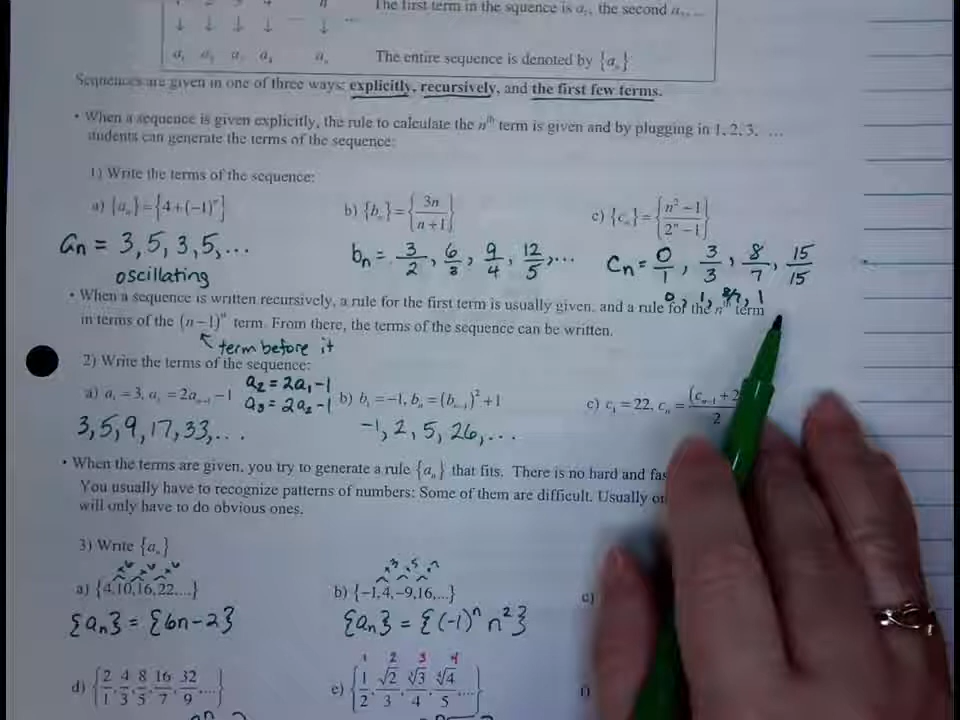 The first term in the squence is a₁, the second a₂,...
↓ ↓ ↓ ↓ ↓ ...
a₁ a₂ a₃ a₄ aₙ The entire sequence is denoted by {aₙ}
Sequences are given in one of three ways: explicitly, recursively, and the first few terms.
• When a sequence is given explicitly, the rule to calculate the nᵗʰ term is given and by plugging in 1, 2, 3, ...
students can generate the terms of the sequence:
1) Write the terms of the sequence:
a) {aₙ} = {4+(-1)ⁿ} b) {bₙ} = {3n/(n+1)} c) {cₙ} = {(n²-1)/(2ⁿ-1)}
aₙ = 3, 5, 3, 5, ... bₙ = 3/2, 6/3, 9/4, 12/5, ... cₙ = 0/1, 3/3, 8/7, 15/15
oscillating 0, 1, 8/7, 1
• When a sequence is written recursively, a rule for the first term is usually given, and a rule for the nᵗʰ term
in terms of the (n-1)ˢᵗ term. From there, the terms of the sequence can be written.
term before it
2) Write the terms of the sequence:
a₂ = 2a₁-1
a) a₁ = 3, aₙ = 2aₙ₋₁ -1 a₃ = 2a₂-1 b) b₁ = -1, bₙ = (bₙ₋₁)² +1 c) c₁ = 22, cₙ = (cₙ₋₁ + 2 / 2
3, 5, 9, 17, 33, ... -1, 2, 5, 26, ...
• When the terms are given, you try to generate a rule {aₙ} that fits. There is no hard and
You usually have to recognize patterns of numbers: Some of them are difficult. Usually
will only have to do obvious ones.
3) Write {aₙ}
a) {4,10,16,22,...} b) {-1,4,-9,16,...} c)
{aₙ} = {6n-2} {aₙ} = {(-1)ⁿ n²}
1 2 3 4
d) {2/1, 4/3, 8/5, 16/7, 32/9, ...} e) {1/2, √2/3, ∛3/4, ∜4/5, ...} f)